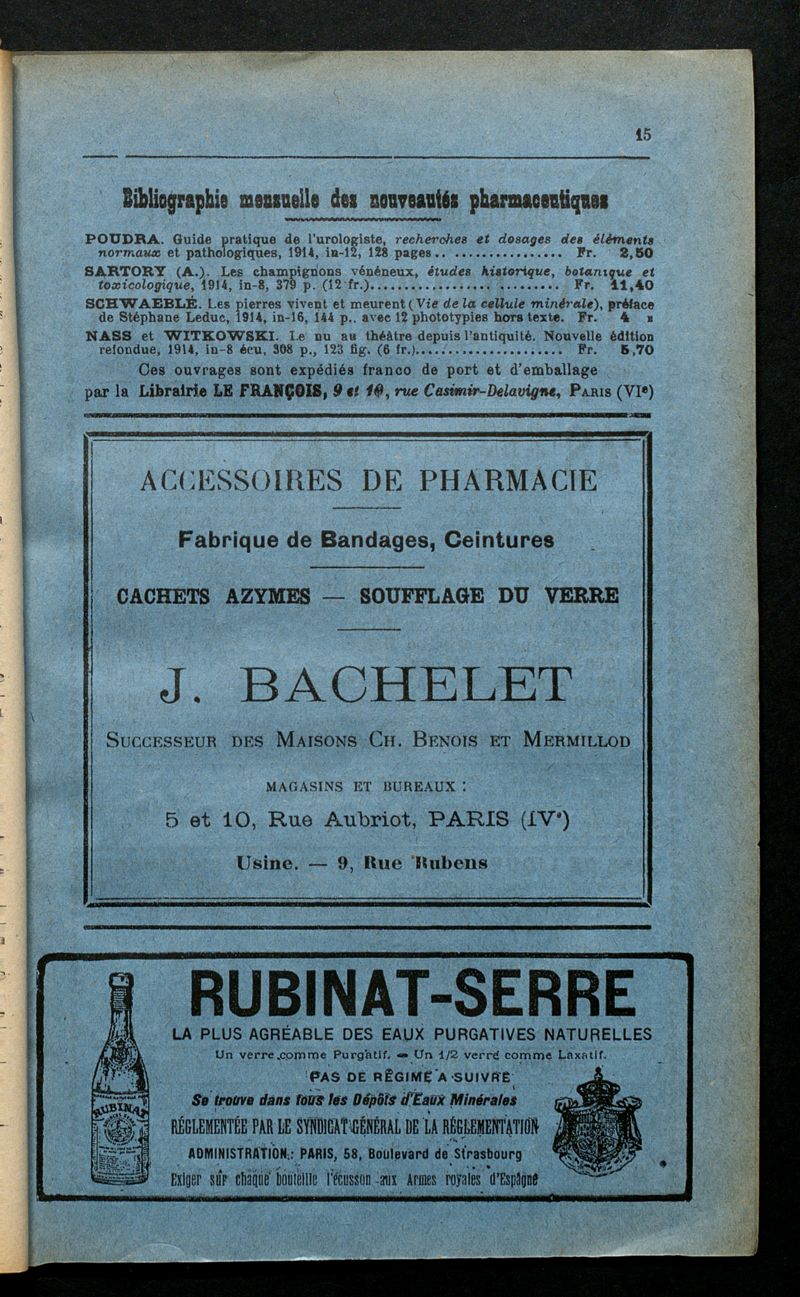 15
Bibliographie mensuelle des nouveautés pharmaceutiques
POUDRA. Guide pratique de l'urologiste, recherches et dosages des éléments
normaux et pathologiques, 1914, in-12, 128 pages.................. Fr. 2,50
SARTORY (A.). Les champignons vénéneux, études historique, botanique et
toxicologique, 1914, in-8, 379 p. (12 fr.).............................. Fr. 11,40
SCHWAEBLÉ. Les pierres vivent et meurent (Vie de la cellule minérale), préface
de Stéphane Leduc, 1914, in-16, 144 p.. avec 12 phototypies hors texte. Fr. 4 »
NASS et WITKOWSKI. Le nu au théâtre depuis l'antiquité. Nouvelle édition
refondue, 1914, in-8 écu, 308 p., 123 fig. (6 fr.)...................... Fr. 5,70
Ces ouvrages sont expédiés franco de port et d'emballage
par la Librairie LE FRANÇOIS, 9 et 10, rue Casimir-Delavigne, PARIS (VIe)
ACCESSOIRES DE PHARMACIE
Fabrique de Bandages, Ceintures
CACHETS AZYMES — SOUFFLAGE DU VERRE
J. BACHELET
SUCCESSEUR DES MAISONS CH. BENOIS ET MERMILLOD
MAGASINS ET BUREAUX :
5 et 10, Rue Aubriot, PARIS (IVe)
Usine. — 9, Rue Rubens
RUBINAT-SERRE
LA PLUS AGRÉABLE DES EAUX PURGATIVES NATURELLES
Un verre comme Purgatif. — Un 1/2 verre comme Laxatif.
PAS DE RÉGIME A SUIVRE
Se trouve dans tous les Dépôts d'Eaux Minérales
RÉGLEMENTÉE PAR LE SYNDICAT GÉNÉRAL DE LA RÉGLEMENTATION
ADMINISTRATION : PARIS, 58, Boulevard de Strasbourg
Exiger sur chaque bouteille l'écusson aux Armes royales d'Espagne
RUBINAT